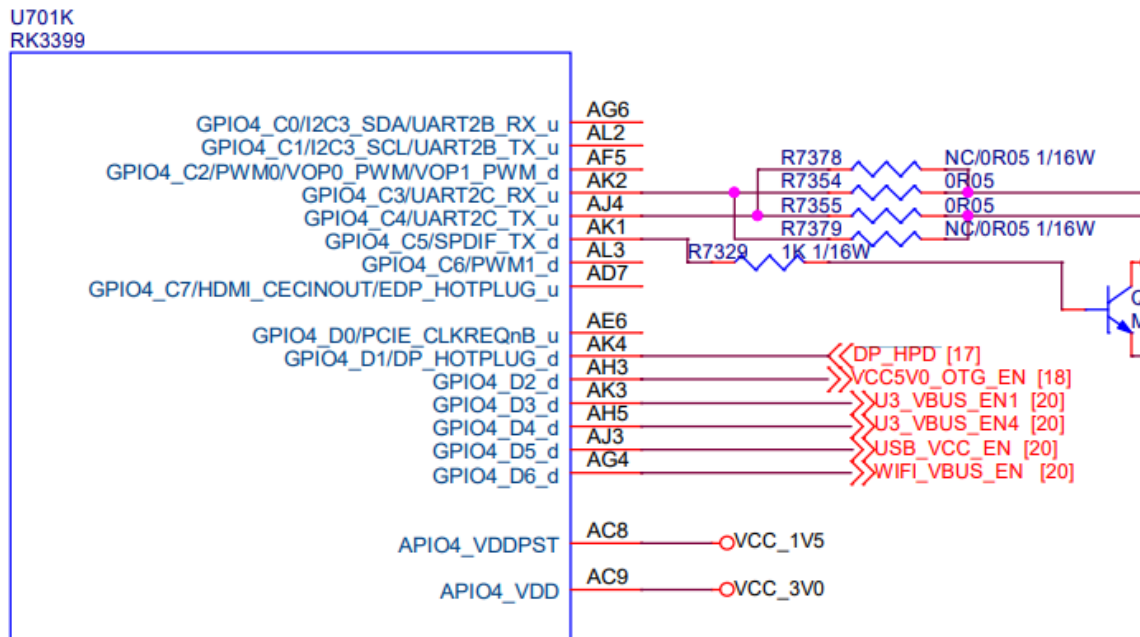 U701K
RK3399
AG6
GPIO4_C0/I2C3_SDA/UART2B_RX_u
AL2
GPIO4_C1/I2C3_SCL/UART2B_TX_u
AF5
GPIO4_C2/PWM0/VOP0_PWM/VOP1_PWM_d
R7378 NC/0R05 1/16W
AK2
GPIO4_C3/UART2C_RX_u
R7354 0R05
AJ4
GPIO4_C4/UART2C_TX_u
R7355 0R05
AK1
GPIO4_C5/SPDIF_TX_d
R7379 NC/0R05 1/16W
AL3
GPIO4_C6/PWM1_d
R7329 1K 1/16W
AD7
GPIO4_C7/HDMI_CECINOUT/EDP_HOTPLUG_u
Q
M
AE6
GPIO4_D0/PCIE_CLKREQnB_u
AK4
GPIO4_D1/DP_HOTPLUG_d
DP_HPD [17]
AH3
GPIO4_D2_d
VCC5V0_OTG_EN [18]
AK3
GPIO4_D3_d
U3_VBUS_EN1 [20]
AH5
GPIO4_D4_d
U3_VBUS_EN4 [20]
AJ3
GPIO4_D5_d
USB_VCC_EN [20]
AG4
GPIO4_D6_d
WIFI_VBUS_EN [20]
AC8
APIO4_VDDPST
VCC_1V5
AC9
APIO4_VDD
VCC_3V0